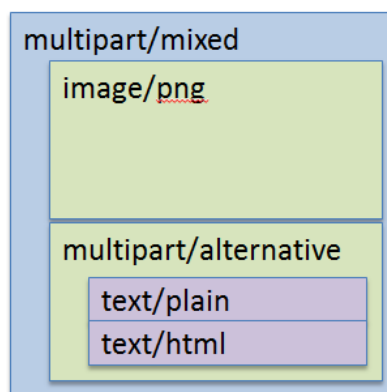 multipart/mixed
image/png
multipart/alternative
text/plain
text/html